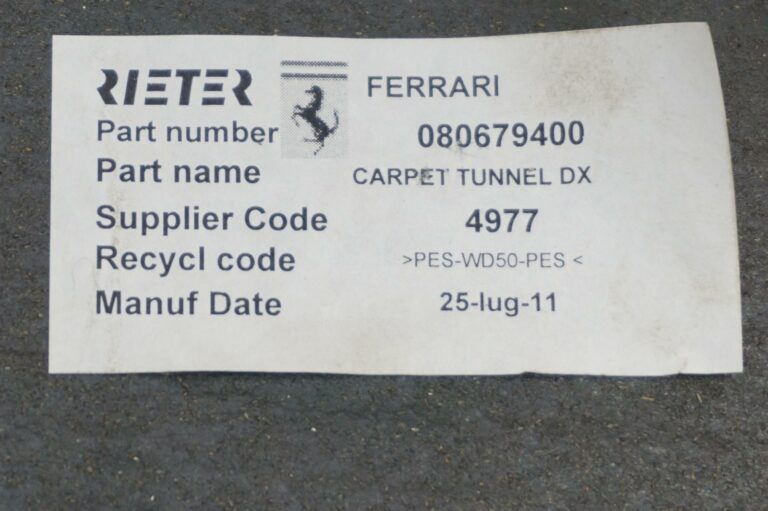 RIETER FERRARI
Part number 080679400
Part name CARPET TUNNEL DX
Supplier Code 4977
Recycl code >PES-WD50-PES <
Manuf Date 25-lug-11